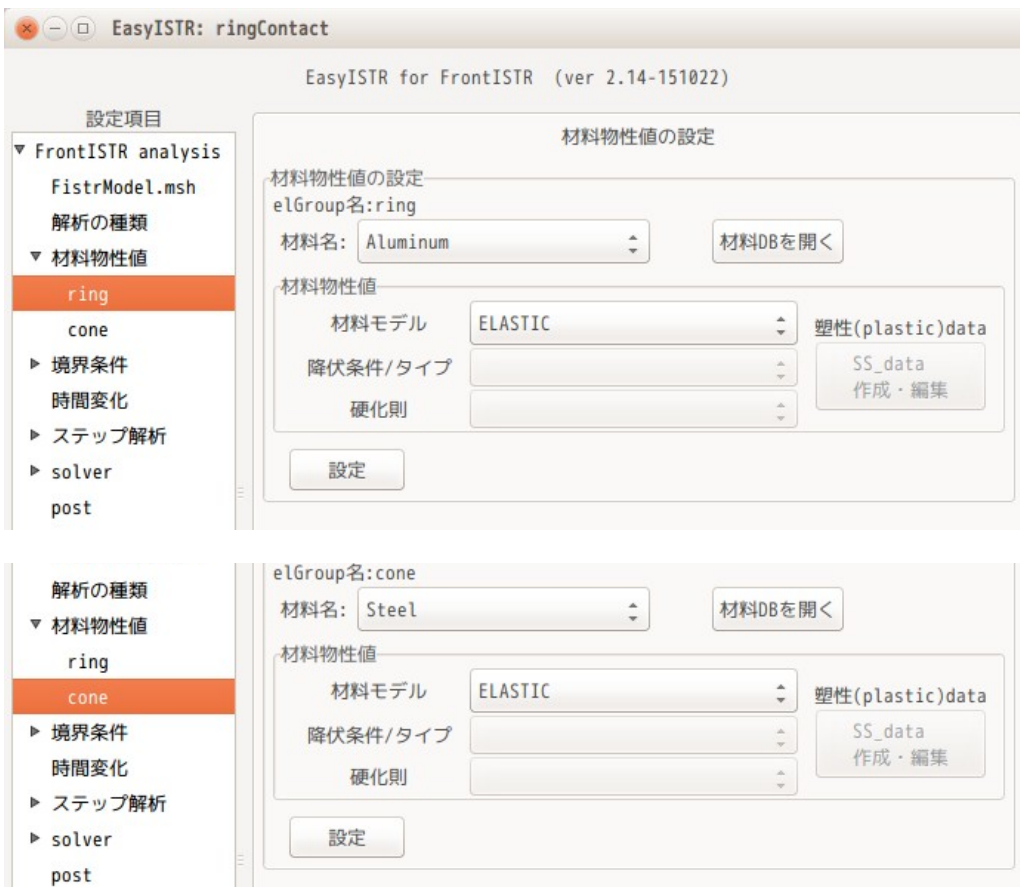 EasyISTR: ringContact
EasyISTR for FrontISTR (ver 2.14-151022)
設定項目
FrontISTR analysis
FistrModel.msh
解析の種類
材料物性値
ring
cone
境界条件
時間変化
ステップ解析
solver
post
材料物性値の設定
材料物性値の設定
elGroup名:ring
材料名: Aluminum 材料DBを開く
材料物性値
材料モデル ELASTIC 塑性(plastic)data
降伏条件/タイプ SS_data
作成・編集
硬化則
設定
解析の種類
材料物性値
ring
cone
境界条件
時間変化
ステップ解析
solver
post
elGroup名:cone
材料名: Steel 材料DBを開く
材料物性値
材料モデル ELASTIC 塑性(plastic)data
降伏条件/タイプ SS_data
作成・編集
硬化則
設定